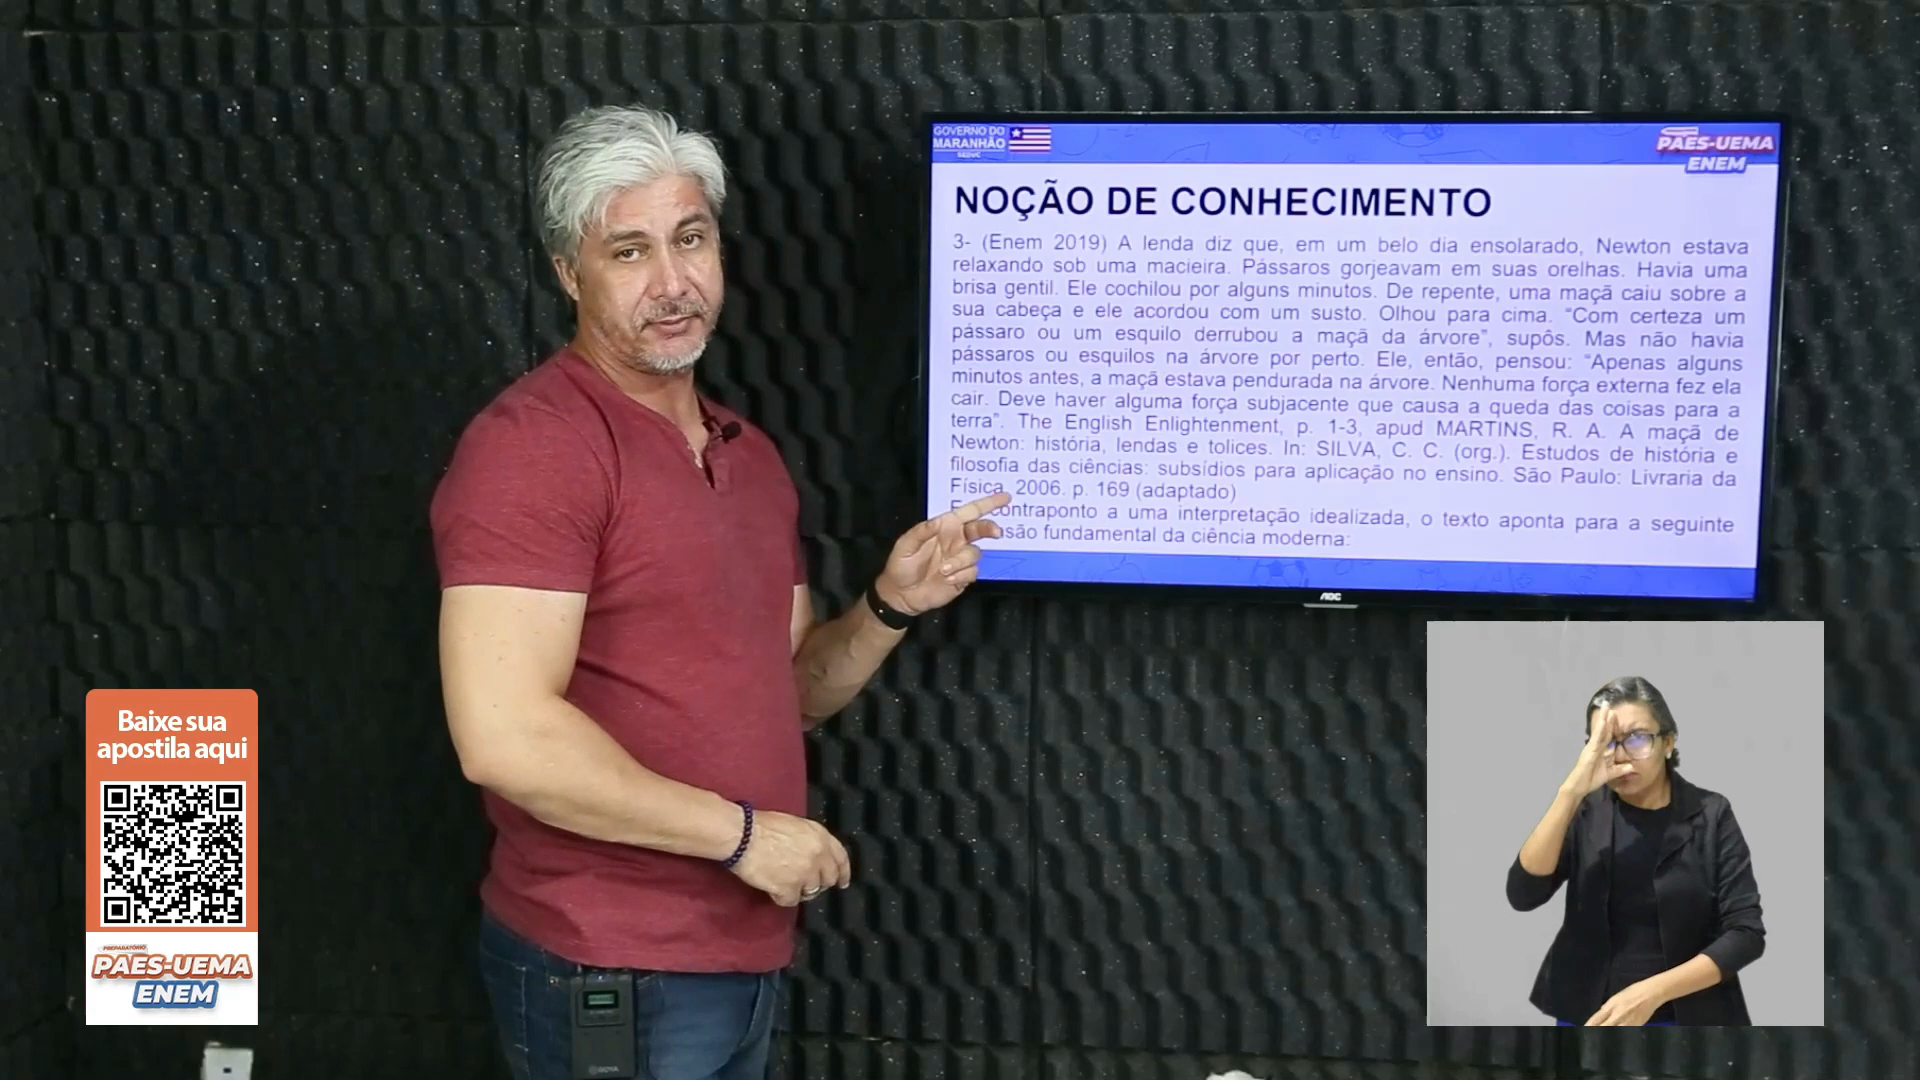 GOVERNO DO
MARANHÃO
SEDUC
PAES-UEMA
ENEM
NOÇÃO DE CONHECIMENTO
3- (Enem 2019) A lenda diz que, em um belo dia ensolarado, Newton estava
relaxando sob uma macieira. Pássaros gorjeavam em suas orelhas. Havia uma
brisa gentil. Ele cochilou por alguns minutos. De repente, uma maçã caiu sobre a
sua cabeça e ele acordou com um susto. Olhou para cima. “Com certeza um
pássaro ou um esquilo derrubou a maçã da árvore”, supôs. Mas não havia
pássaros ou esquilos na árvore por perto. Ele, então, pensou: “Apenas alguns
minutos antes, a maçã estava pendurada na árvore. Nenhuma força externa fez ela
cair. Deve haver alguma força subjacente que causa a queda das coisas para a
terra”. The English Enlightenment, p. 1-3, apud MARTINS, R. A. A maçã de
Newton: história, lendas e tolices. In: SILVA, C. C. (org.). Estudos de história e
filosofia das ciências: subsídios para aplicação no ensino. São Paulo: Livraria da
Física, 2006. p. 169 (adaptado)
contraponto a uma interpretação idealizada, o texto aponta para a seguinte
fundamental da ciência moderna:
AOC
Baixe sua
apostila aqui
PREPARATÓRIO
PAES-UEMA
ENEM
BOYA